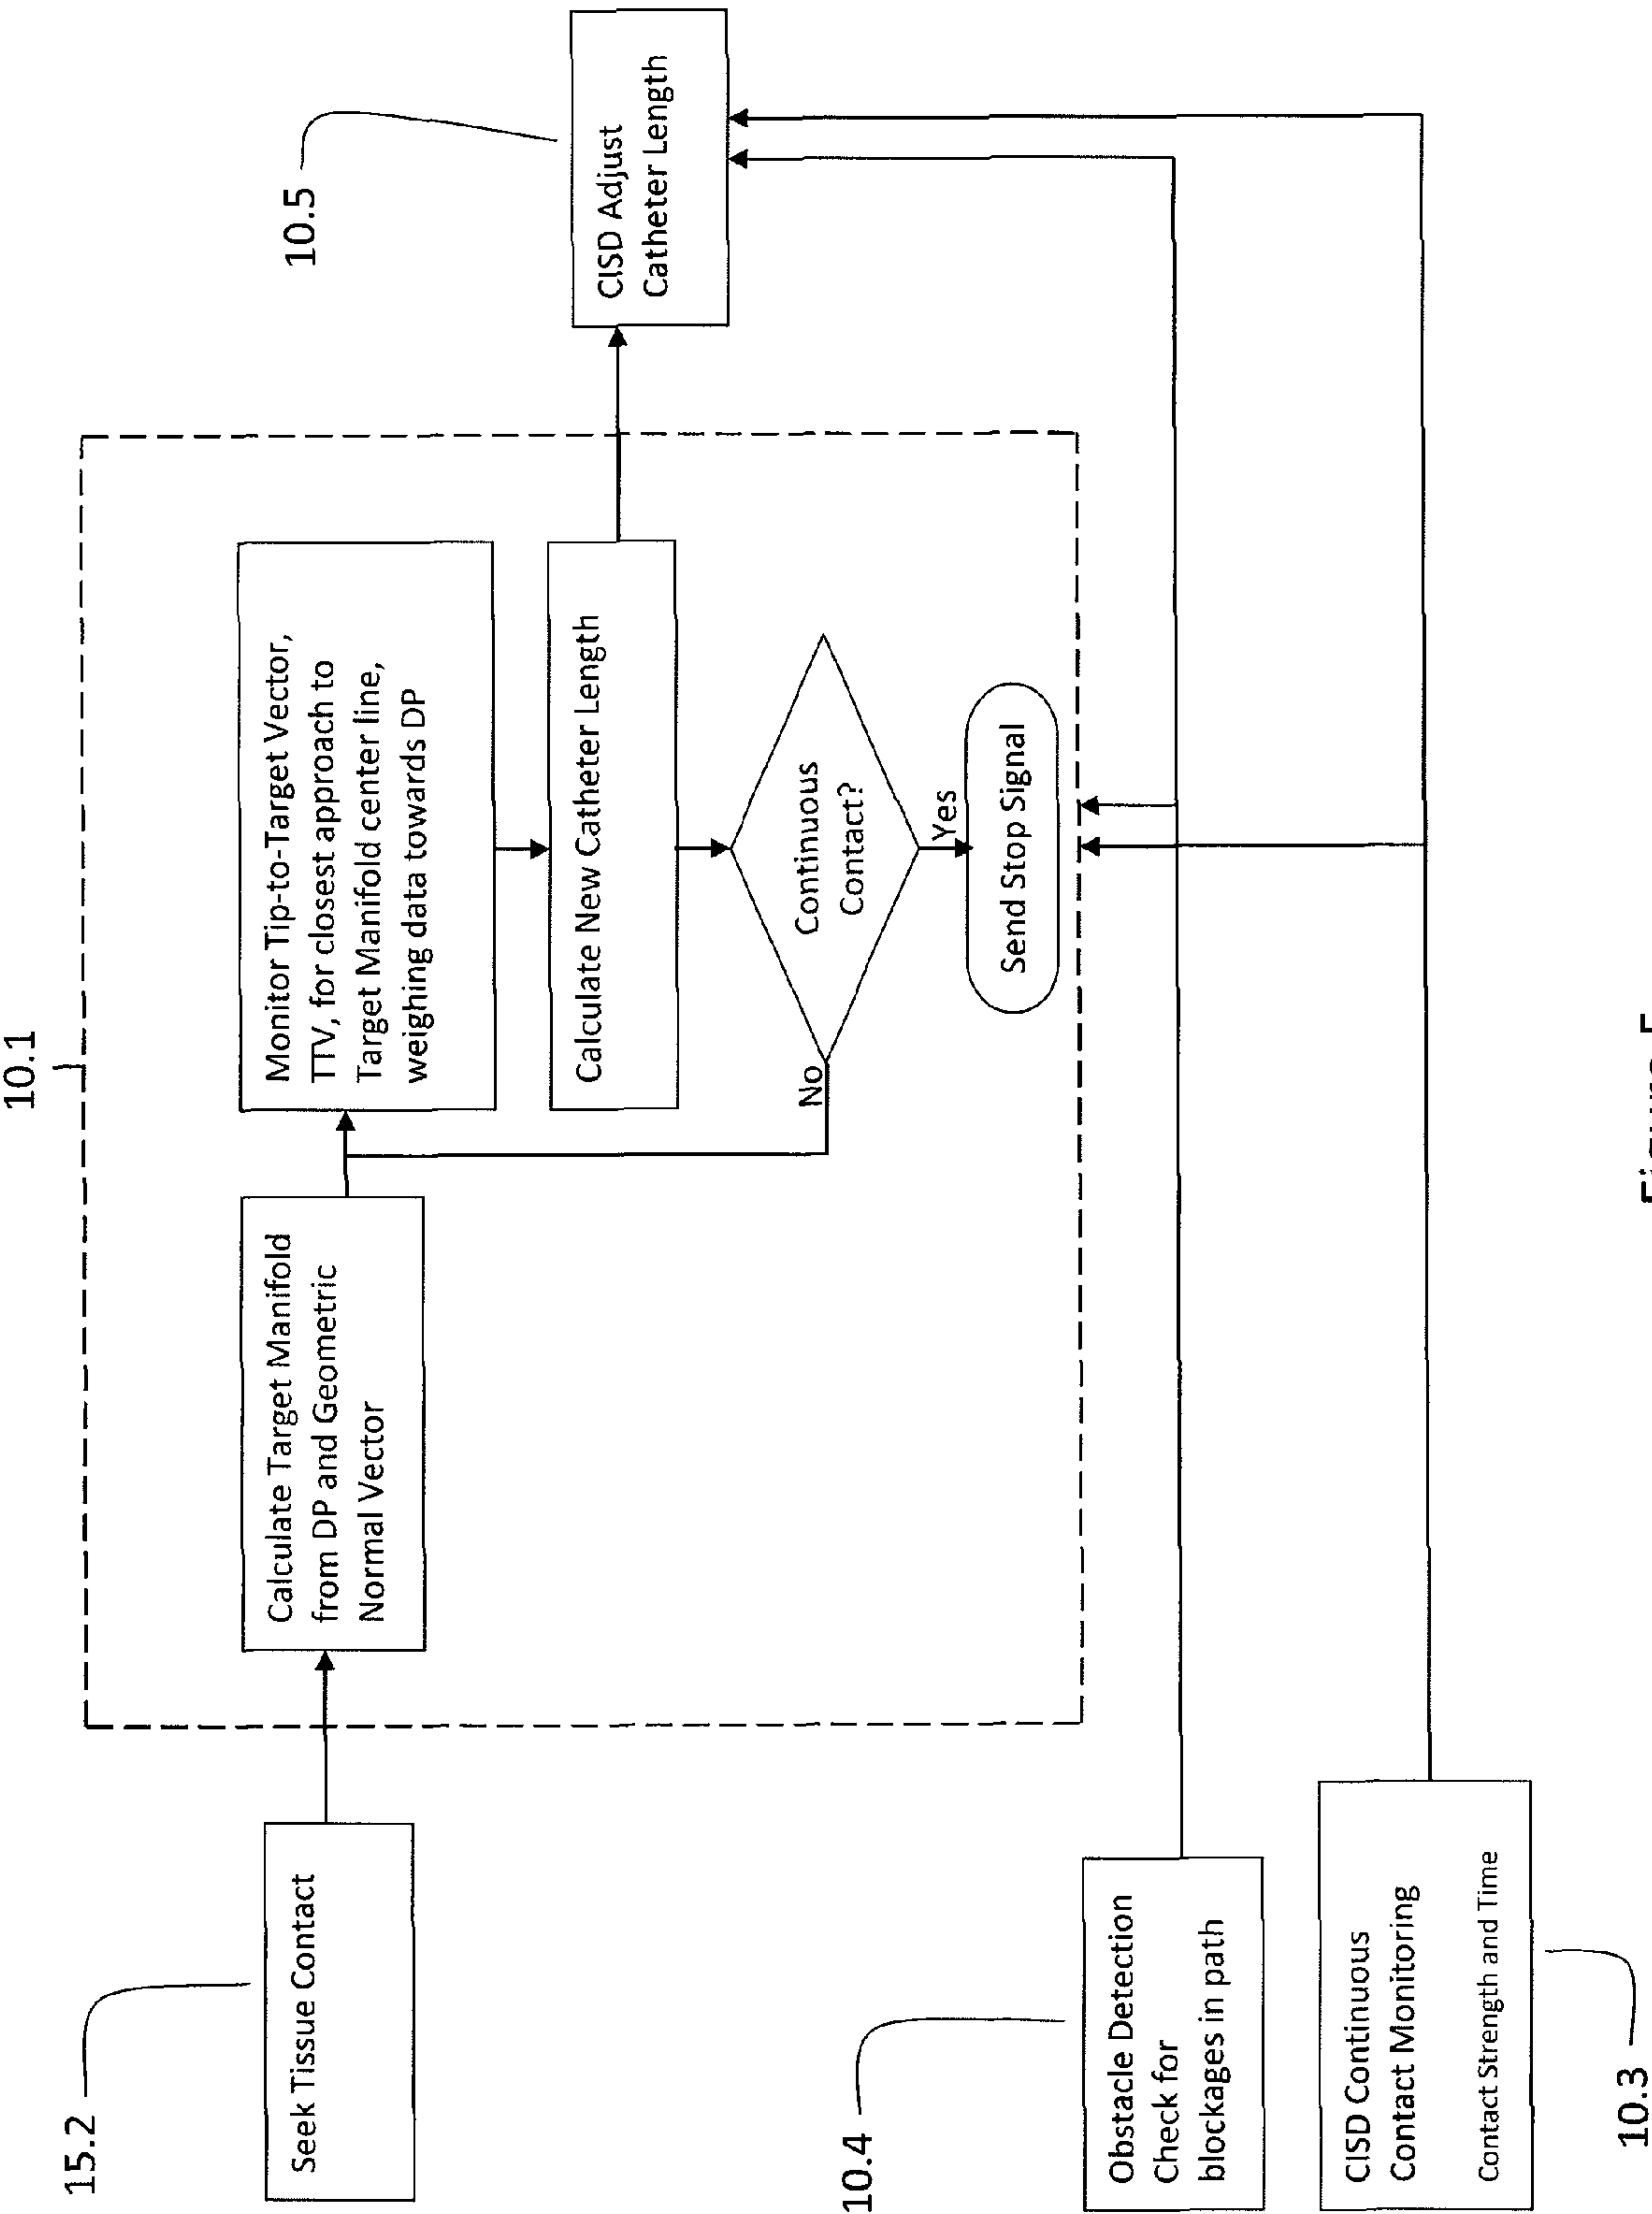 10.1
15.2
Seek Tissue Contact
Calculate Target Manifold
from DP and Geometric
Normal Vector
Monitor Tip-to-Target Vector,
TTV, for closest approach to
Target Manifold center line,
weighing data towards DP
Calculate New Catheter Length
No
Continuous
Contact?
Yes
Send Stop Signal
10.5
CISD Adjust
Catheter Length
10.4
Obstacle Detection
Check for
blockages in path
CISD Continuous
Contact Monitoring
Contact Strength and Time
10.3
Figure